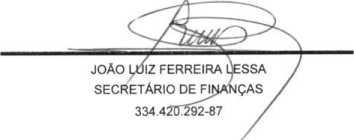 JOÃO LUIZ FERREIRA LESSA
SECRETÁRIO DE FINANÇAS
334.420.292-87